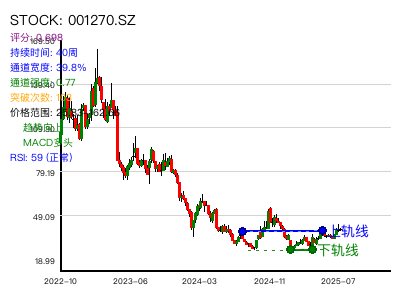 STOCK: 001270.SZ
评分: 0.698
持续时间: 40周
通道宽度: 39.8%
通道强度: 0.77
突破次数:
价格范围:
趋势向上
MACD多头
RSI: 59 (正常)
79.19
49.09
18.99
上轨线
下轨线
2022-10
2023-06
2024-03
2024-11
2025-07